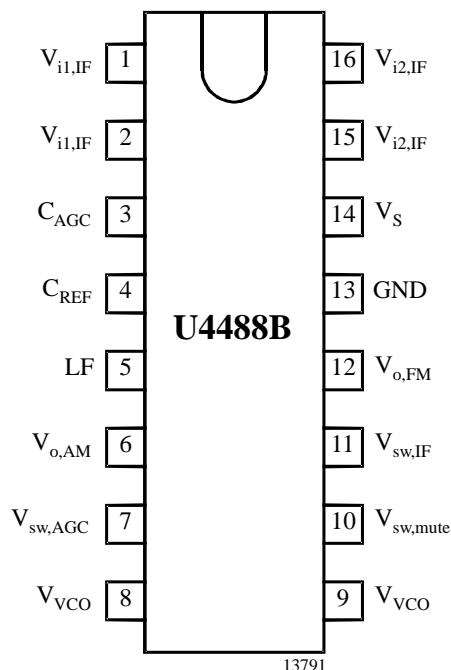 V_i1,IF 1 16 V_i2,IF
V_i1,IF 2 15 V_i2,IF
C_AGC 3 14 V_S
C_REF 4 13 GND
U4488B
LF 5 12 V_o,FM
V_o,AM 6 11 V_sw,IF
V_sw,AGC 7 10 V_sw,mute
V_VCO 8 9 V_VCO
13791